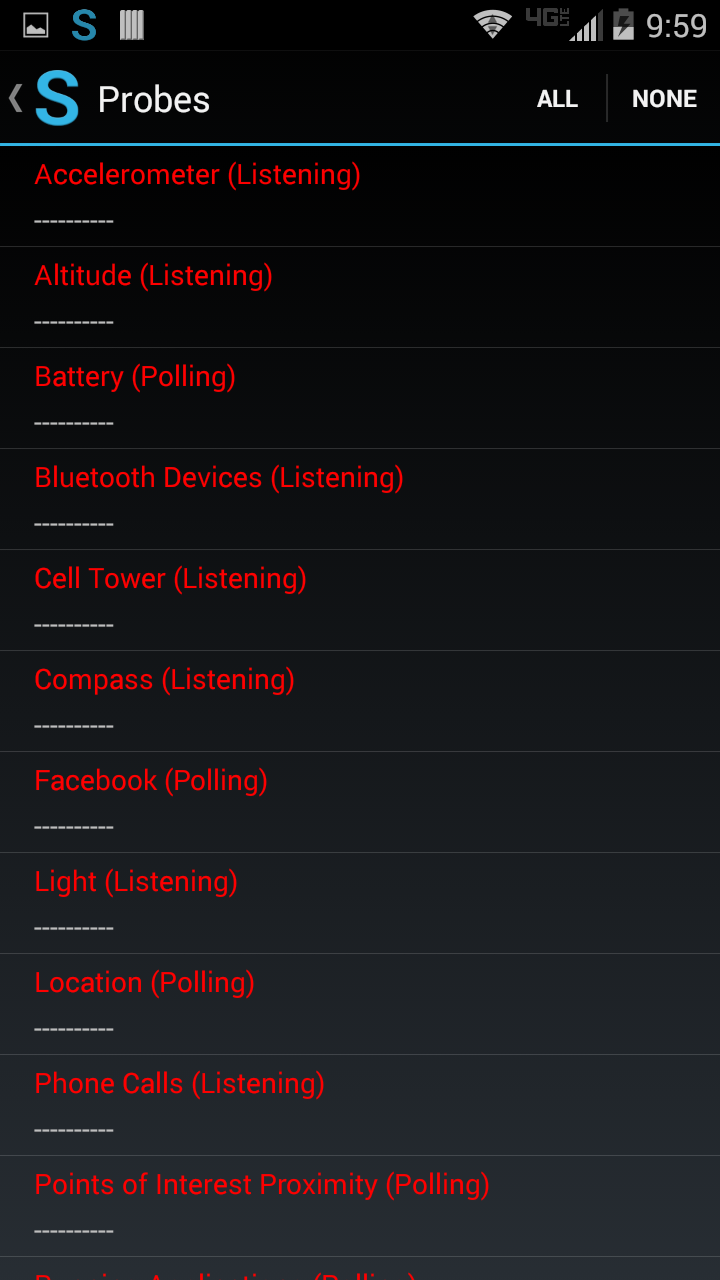 S
4G LTE
9:59
S Probes
ALL
NONE
Accelerometer (Listening)
----------
Altitude (Listening)
----------
Battery (Polling)
----------
Bluetooth Devices (Listening)
----------
Cell Tower (Listening)
----------
Compass (Listening)
----------
Facebook (Polling)
----------
Light (Listening)
----------
Location (Polling)
----------
Phone Calls (Listening)
----------
Points of Interest Proximity (Polling)
----------